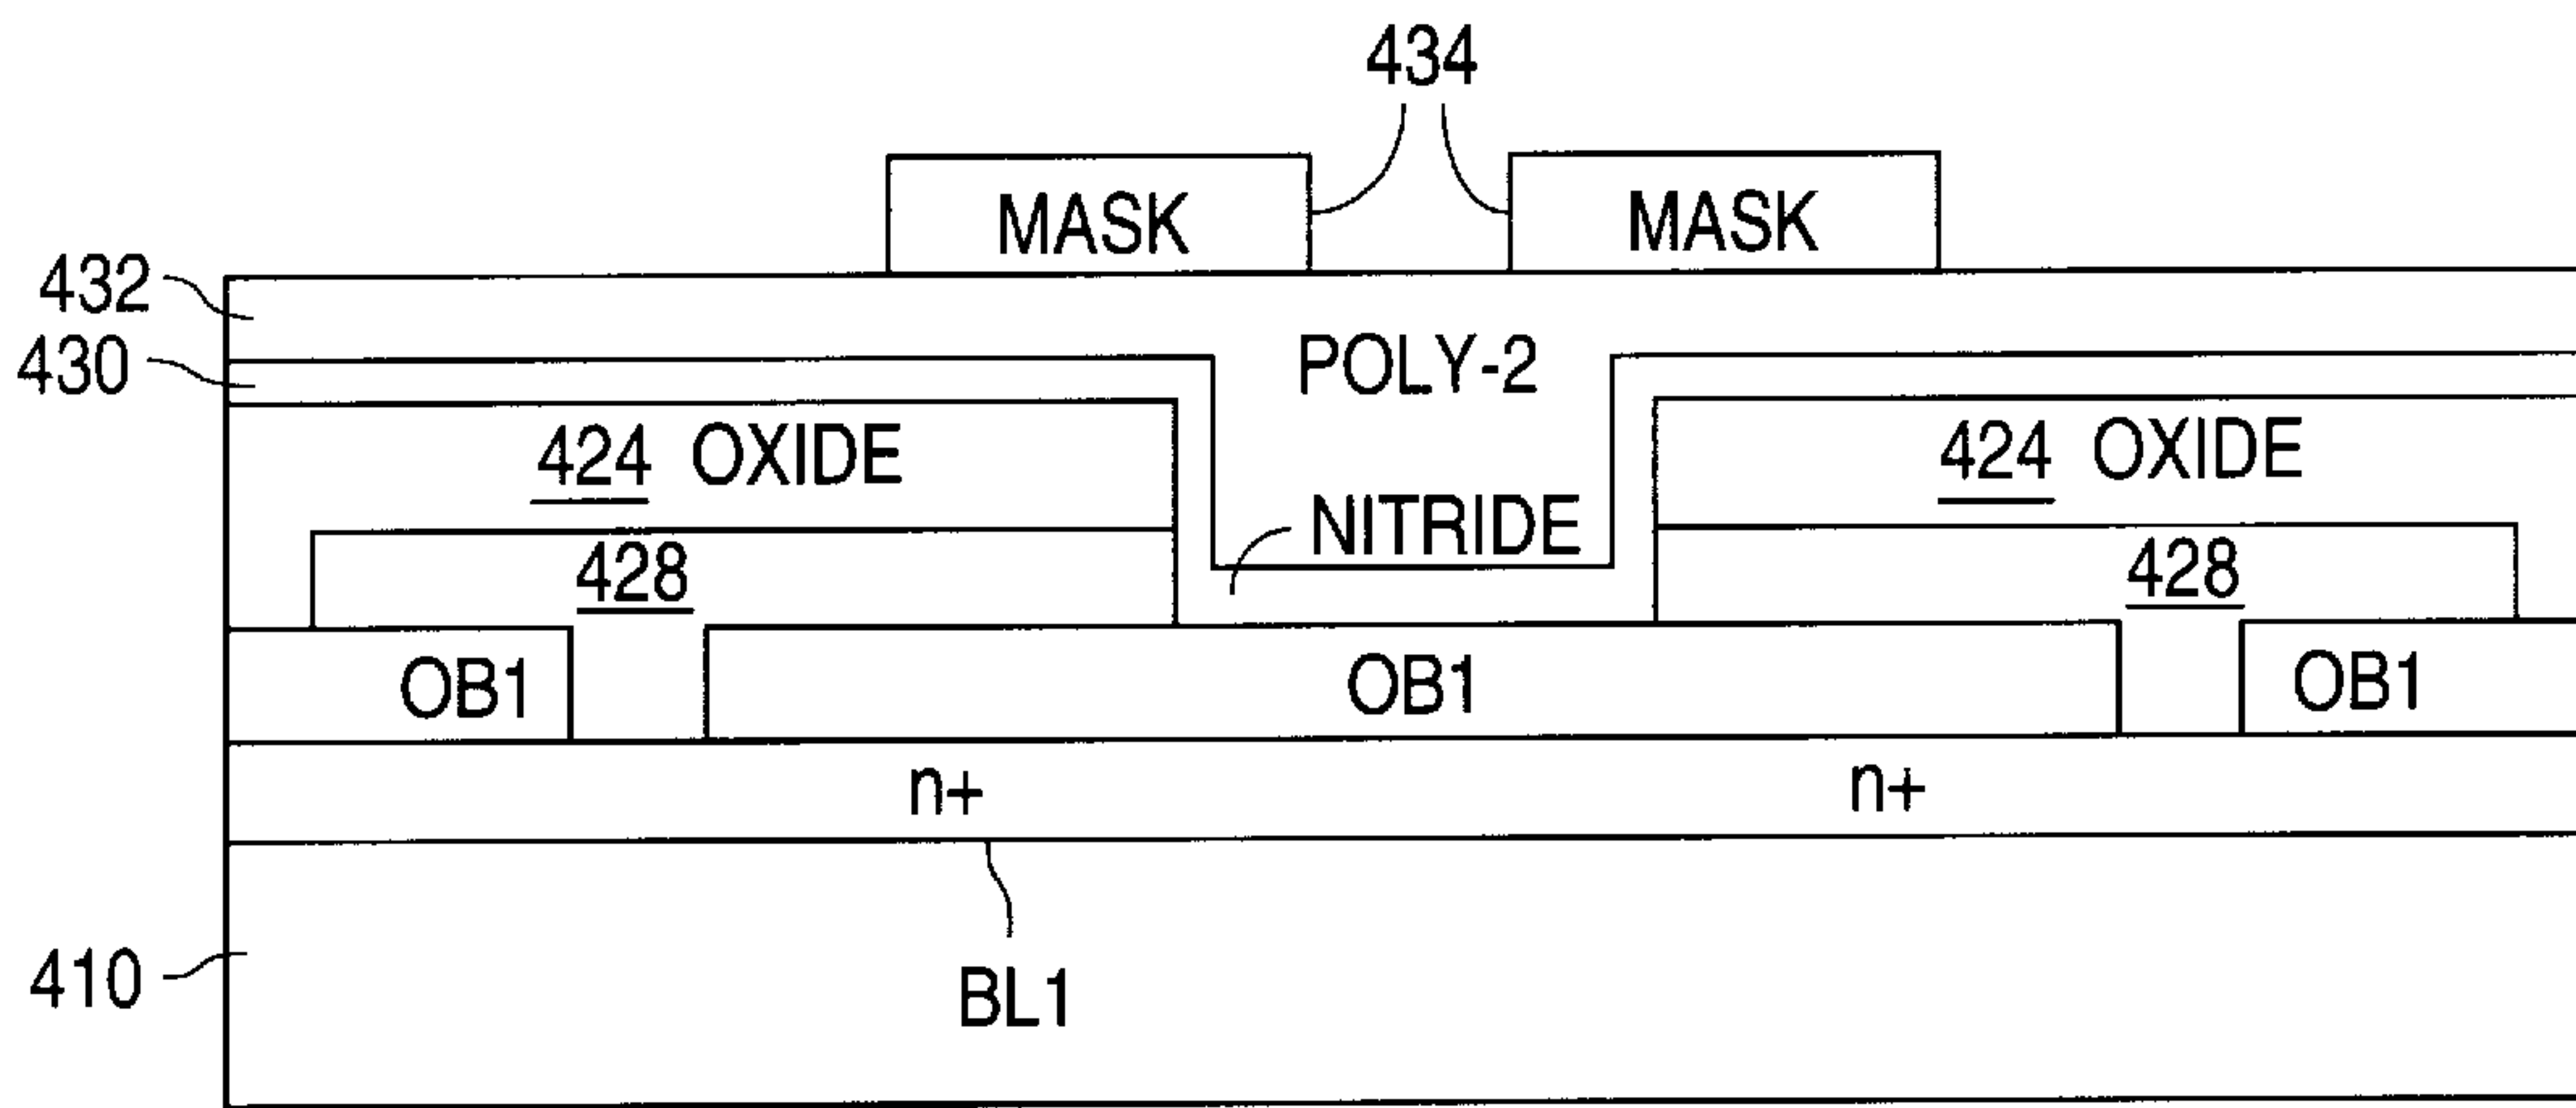 434
MASK MASK
432
POLY-2
430
424 OXIDE 424 OXIDE
NITRIDE
428 428
OB1 OB1 OB1
n+ n+
410
BL1